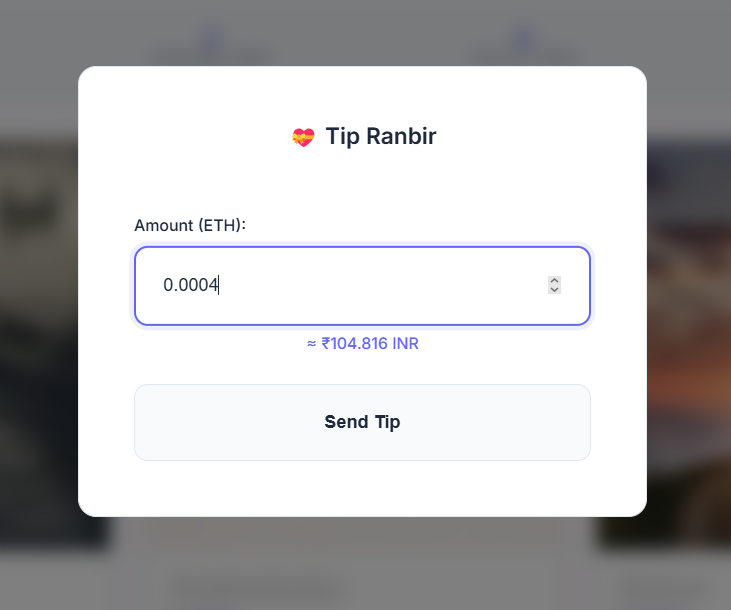 💝 Tip Ranbir
Amount (ETH):
0.0004
≈ ₹104.816 INR
Send Tip